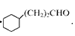 (CH₂)₂CHO
.